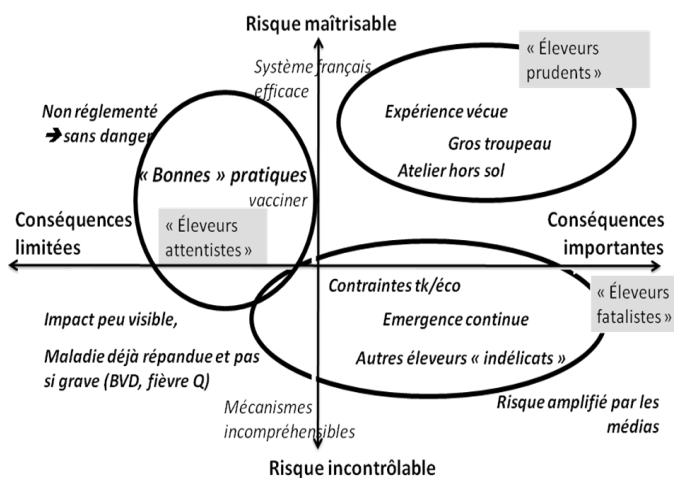 Risque maîtrisable
« Éleveurs
prudents »
Système français
efficace
Non réglementé
➔ sans danger
Expérience vécue
Gros troupeau
Atelier hors sol
« Bonnes » pratiques
vacciner
Conséquences
limitées
« Éleveurs
attentistes »
Conséquences
importantes
Contraintes tk/éco
« Éleveurs
fatalistes »
Emergence continue
Impact peu visible,
Maladie déjà répandue et pas
si grave (BVD, fièvre Q)
Autres éleveurs « indélicats »
Mécanismes
incompréhensibles
Risque amplifié par les
médias
Risque incontrôlable